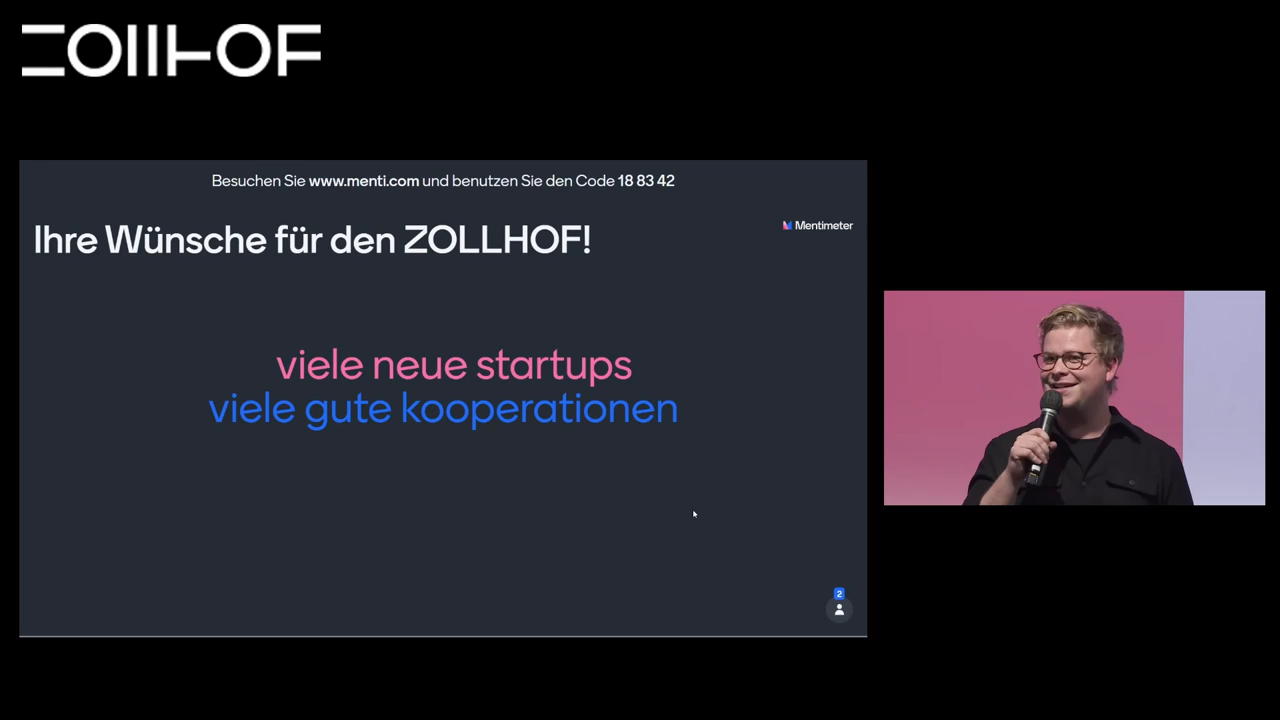 ZOLLHOF
Besuchen Sie www.menti.com und benutzen Sie den Code 18 83 42
Ihre Wünsche für den ZOLLHOF!
Mentimeter
viele neue startups
viele gute kooperationen
2